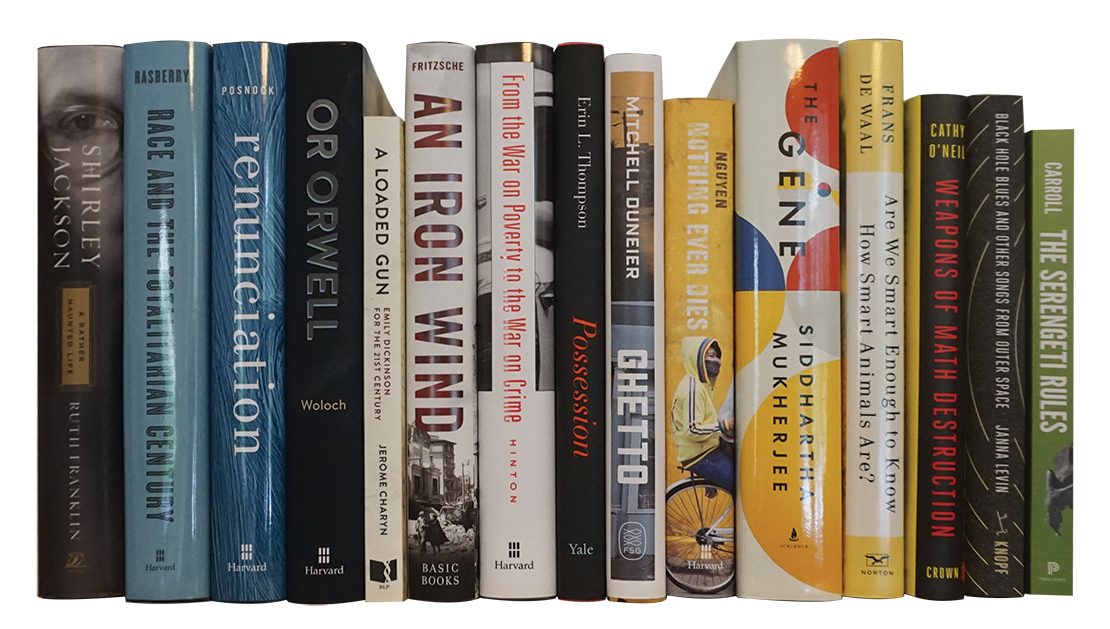 SHIRLEY
JACKSON
A RATHER
HAUNTED LIFE
RUTH FRANKLIN
RASBERRY
RACE AND THE TOTALITARIAN CENTURY
Harvard
POSNOCK
renunciation
Harvard
OR ORWELL
Woloch
Harvard
A LOADED GUN
EMILY DICKINSON
FOR THE 21ST CENTURY
JEROME CHARYN
BLP
FRITZSCHE
AN IRON WIND
BASIC
BOOKS
From the War on Poverty to the War on Crime
HINTON
Harvard
Erin L. Thompson
Possession
Yale
MITCHELL DUNEIER
GHETTO
FSG
NGUYEN
NOTHING EVER DIES
Harvard
THE
GENE
SIDDHARTHA
MUKHERJEE
SCRIBNER
FRANS
DE WAAL
Are We Smart Enough to Know
How Smart Animals Are?
NORTON
CATHY
O'NEIL
WEAPONS OF MATH DESTRUCTION
CROWN
BLACK HOLE BLUES AND OTHER SONGS FROM OUTER SPACE
JANNA LEVIN
KNOPF
CARROLL
THE SERENGETI RULES